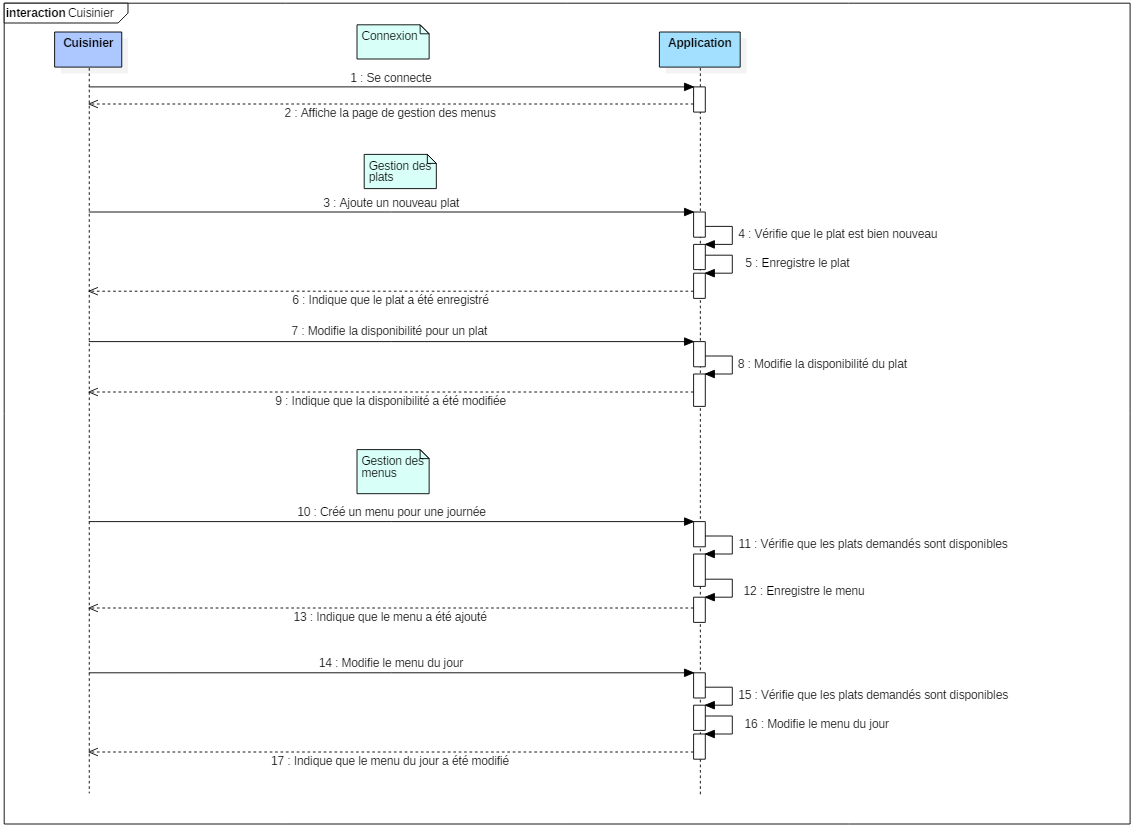 interaction Cuisinier
Cuisinier
Connexion
Application
1 : Se connecte
2 : Affiche la page de gestion des menus
Gestion des
plats
3 : Ajoute un nouveau plat
4 : Vérifie que le plat est bien nouveau
5 : Enregistre le plat
6 : Indique que le plat a été enregistré
7 : Modifie la disponibilité pour un plat
8 : Modifie la disponibilité du plat
9 : Indique que la disponibilité a été modifiée
Gestion des
menus
10 : Créé un menu pour une journée
11 : Vérifie que les plats demandés sont disponibles
12 : Enregistre le menu
13 : Indique que le menu a été ajouté
14 : Modifie le menu du jour
15 : Vérifie que les plats demandés sont disponibles
16 : Modifie le menu du jour
17 : Indique que le menu du jour a été modifié